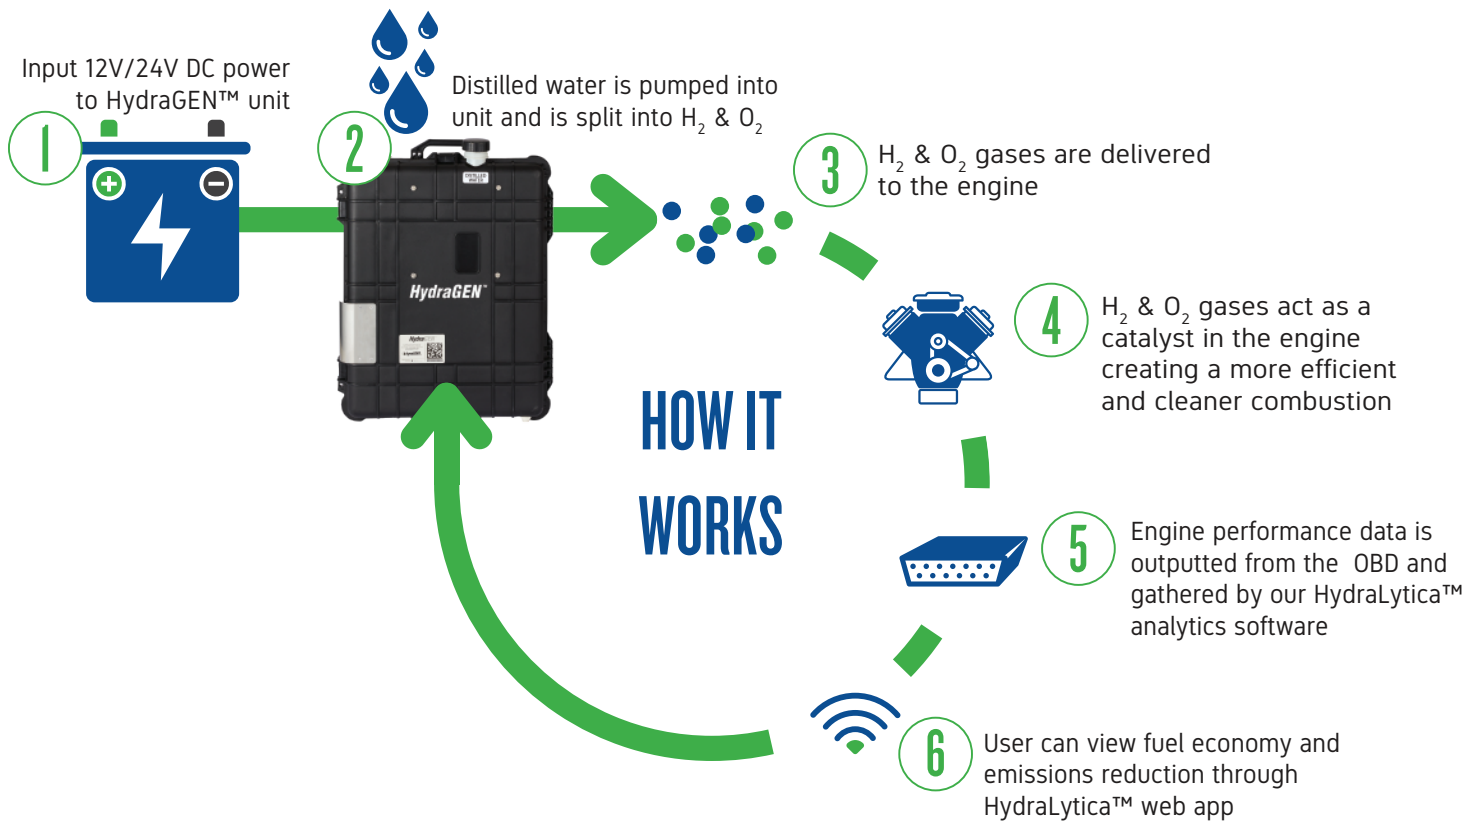 Input 12V/24V DC power
to HydraGEN™ unit
1
2
Distilled water is pumped into
unit and is split into H₂ & O₂
3
H₂ & O₂ gases are delivered
to the engine
DISTILLED
WATER
HydraGEN™
4
H₂ & O₂ gases act as a
catalyst in the engine
creating a more efficient
and cleaner combustion
HOW IT
WORKS
5
Engine performance data is
outputted from the OBD and
gathered by our HydraLytica™
analytics software
6
User can view fuel economy and
emissions reduction through
HydraLytica™ web app